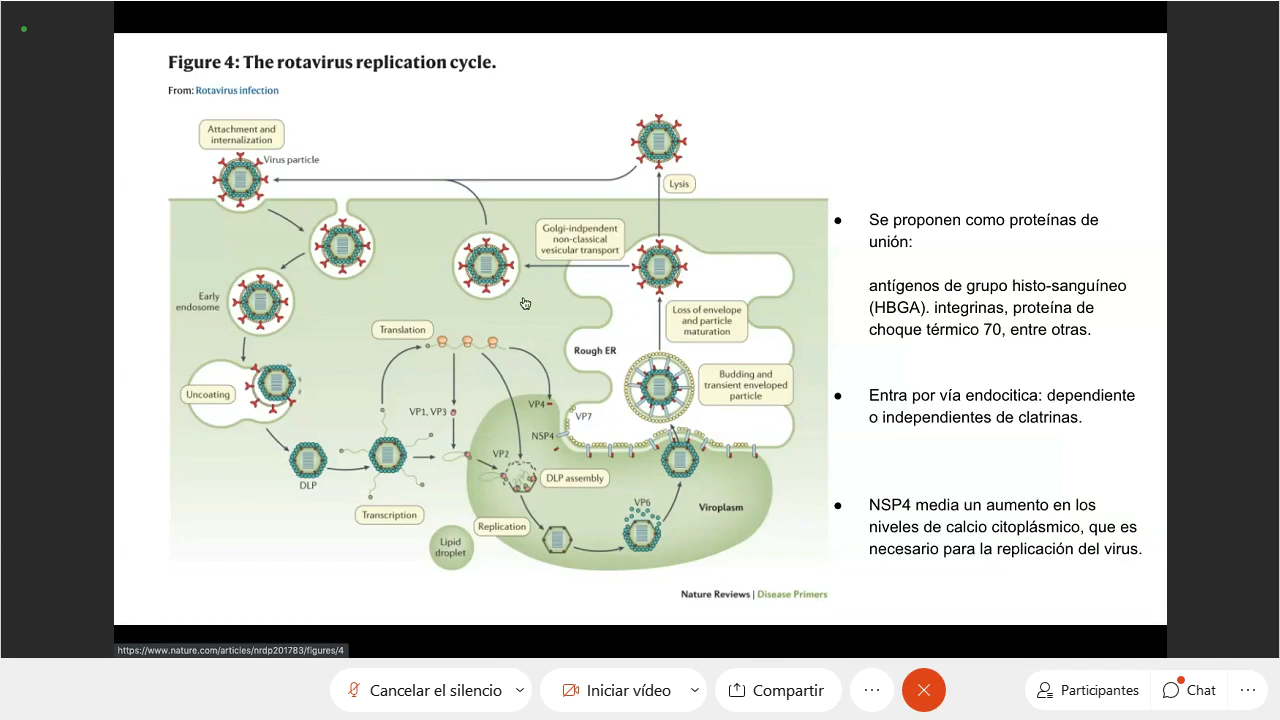 Figure 4: The rotavirus replication cycle.
From: Rotavirus infection
Attachment and
internalization
Virus particle
Lysis
Golgi-indpendent
non-classical
vesicular transport
Early
endosome
Loss of envelope
and particle
maturation
Translation
Rough ER
Budding and
transient enveloped
particle
Uncoating
VP4
VP1, VP3
VP7
NSP4
VP2
DLP assembly
DLP
Transcription
VP6
Viroplasm
Replication
Lipid
droplet
Nature Reviews | Disease Primers
● Se proponen como proteínas de
unión:
antígenos de grupo histo-sanguíneo
(HBGA). integrinas, proteína de
choque térmico 70, entre otras.
● Entra por vía endocitica: dependiente
o independientes de clatrinas.
● NSP4 media un aumento en los
niveles de calcio citoplásmico, que es
necesario para la replicación del virus.
https://www.nature.com/articles/nrdp201783/figures/4
Cancelar el silencio
Iniciar vídeo
Compartir
Participantes
Chat